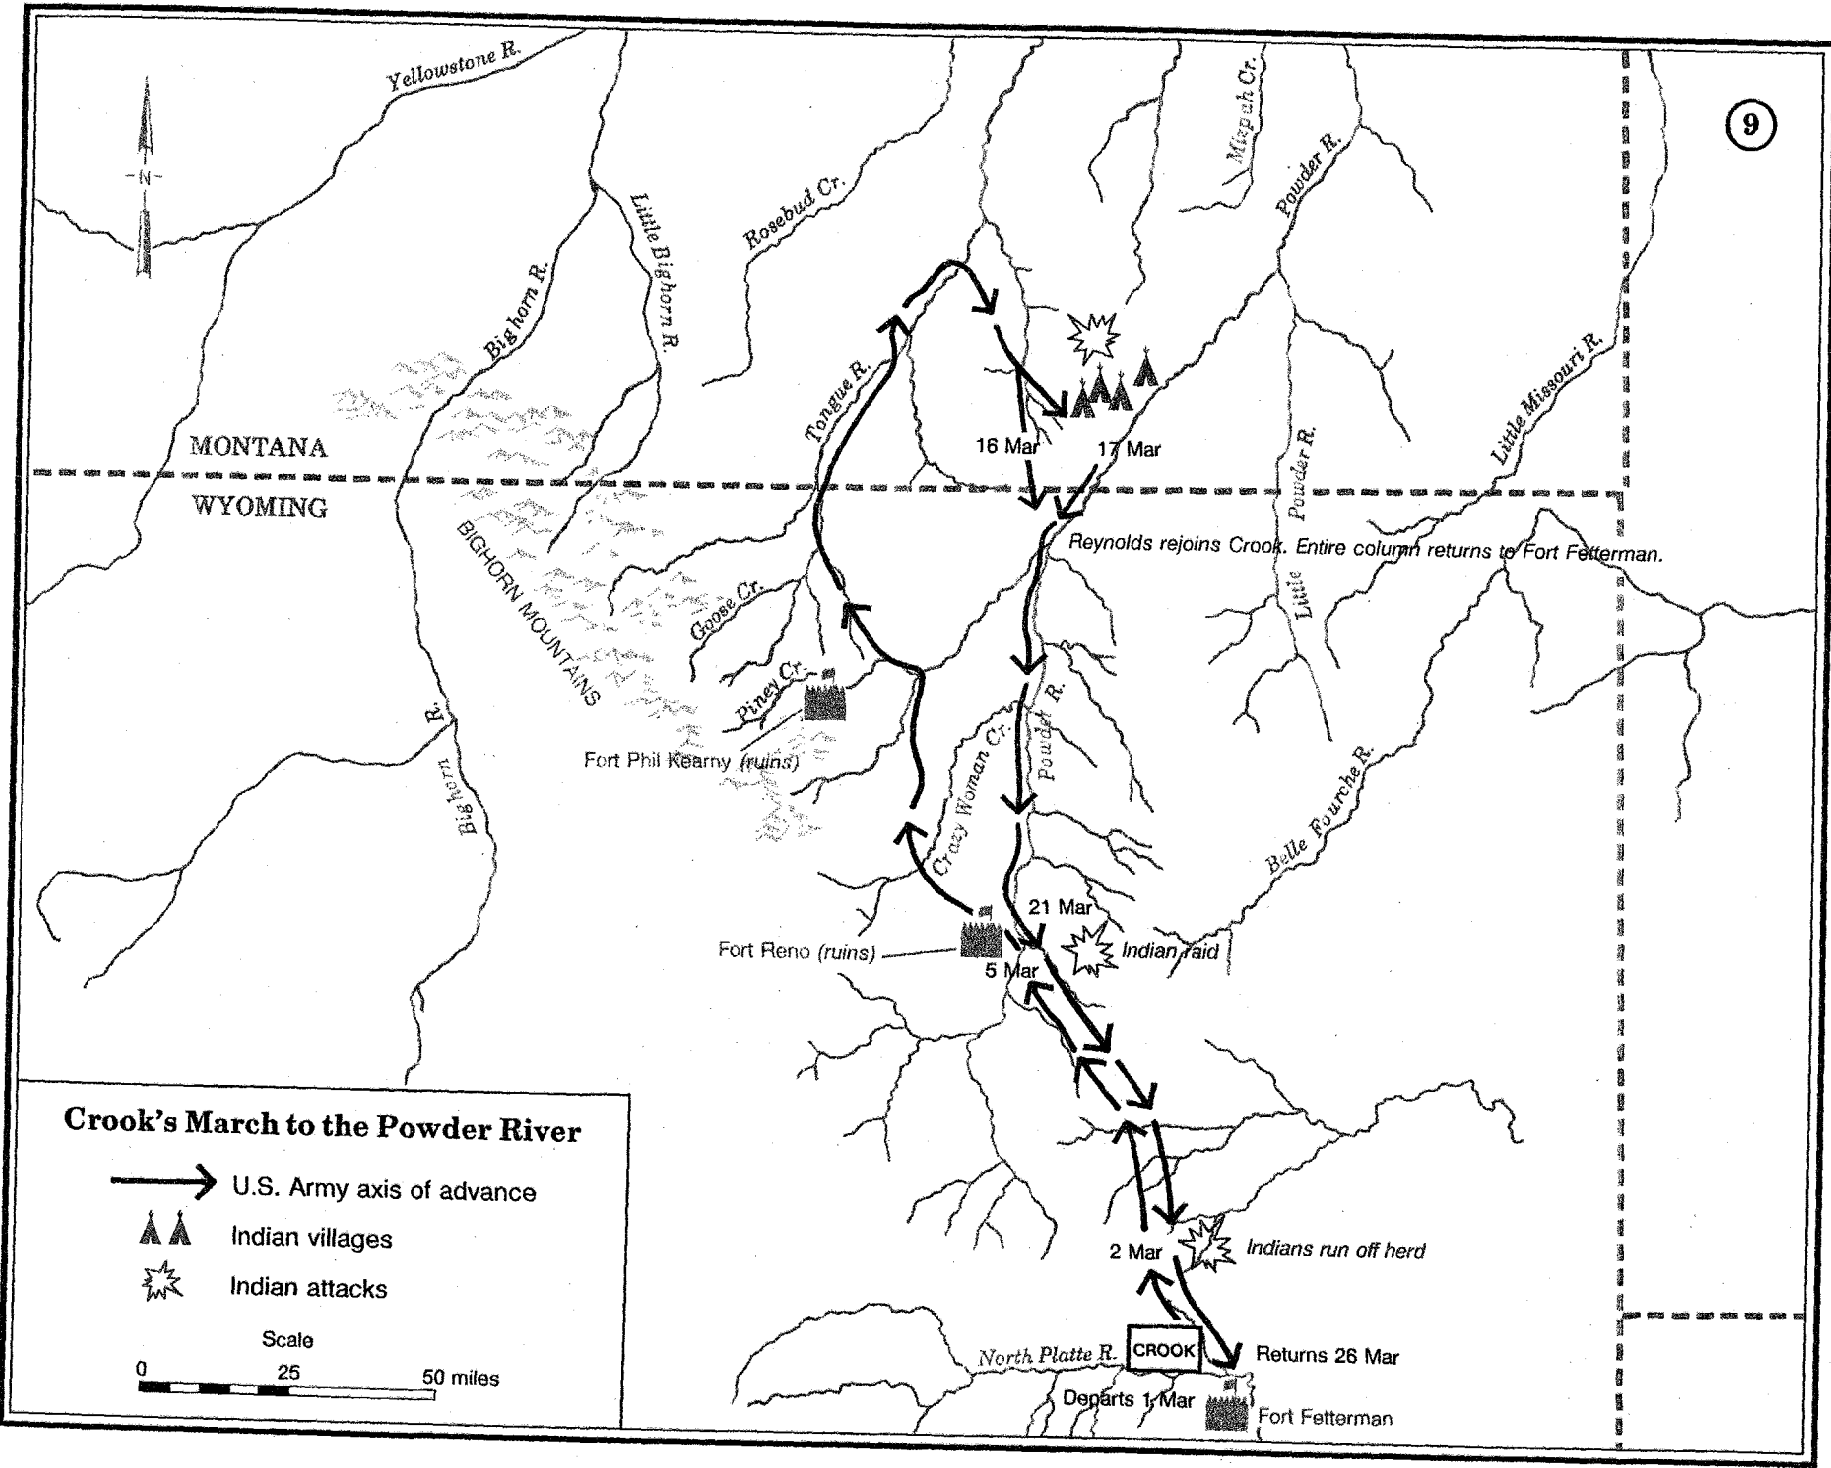 Yellowstone R.
9
Mizpah Cr.
N
Powder R.
Rosebud Cr.
Little Bighorn R.
Bighorn R.
Little Missouri R.
Tongue R.
MONTANA
16 Mar
17 Mar
WYOMING
Little Powder R.
Reynolds rejoins Crook. Entire column returns to Fort Fetterman.
BIGHORN MOUNTAINS
Goose Cr.
Piney Cr.
Bighorn R.
Fort Phil Kearny (ruins)
Crazy Woman Cr.
Powder R.
Belle Fourche R.
21 Mar
Fort Reno (ruins)
Indian raid
5 Mar
2 Mar
Indians run off herd
North Platte R.
CROOK
Returns 26 Mar
Departs 1 Mar
Fort Fetterman
Crook's March to the Powder River
U.S. Army axis of advance
Indian villages
Indian attacks
Scale
0 25 50 miles